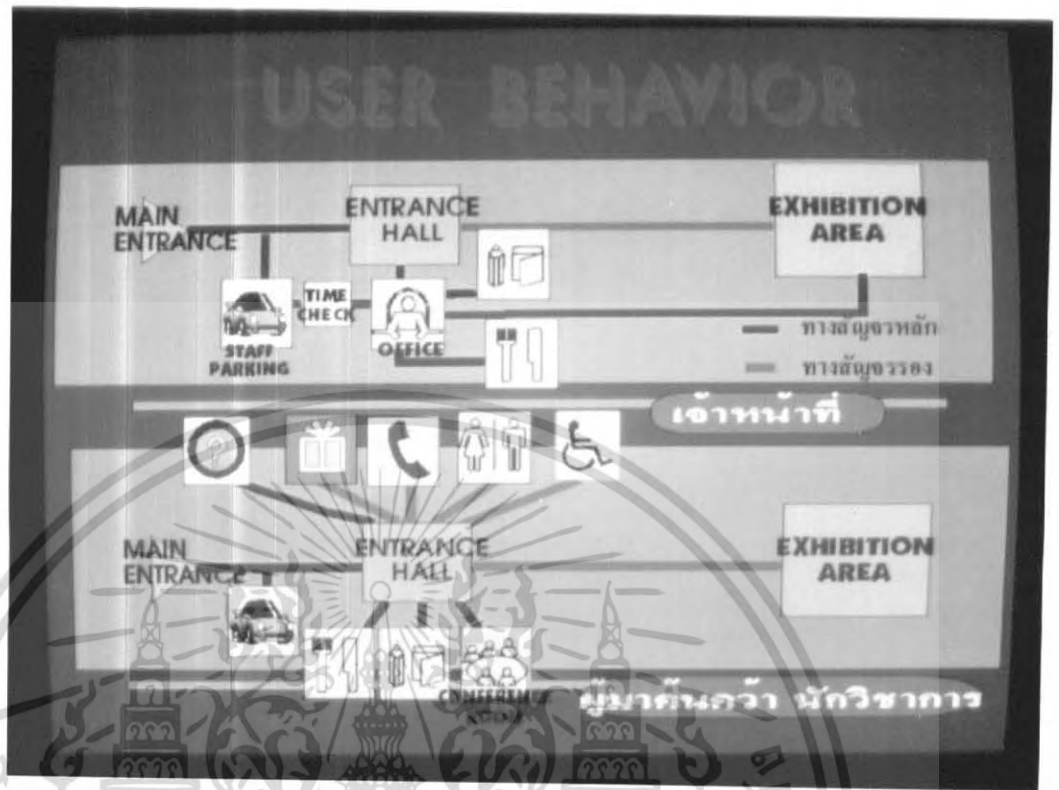 USER BEHAVIOR
MAIN
ENTRANCE
ENTRANCE
HALL
EXHIBITION
AREA
TIME
CHECK
STAFF
PARKING
OFFICE
ทางสัญจรหลัก
ทางสัญจรรอง
เจ้าหน้าที่
?
MAIN
ENTRANCE
ENTRANCE
HALL
EXHIBITION
AREA
CONFERENCE
ROOM
ผู้มาค้นคว้า นักวิชาการ